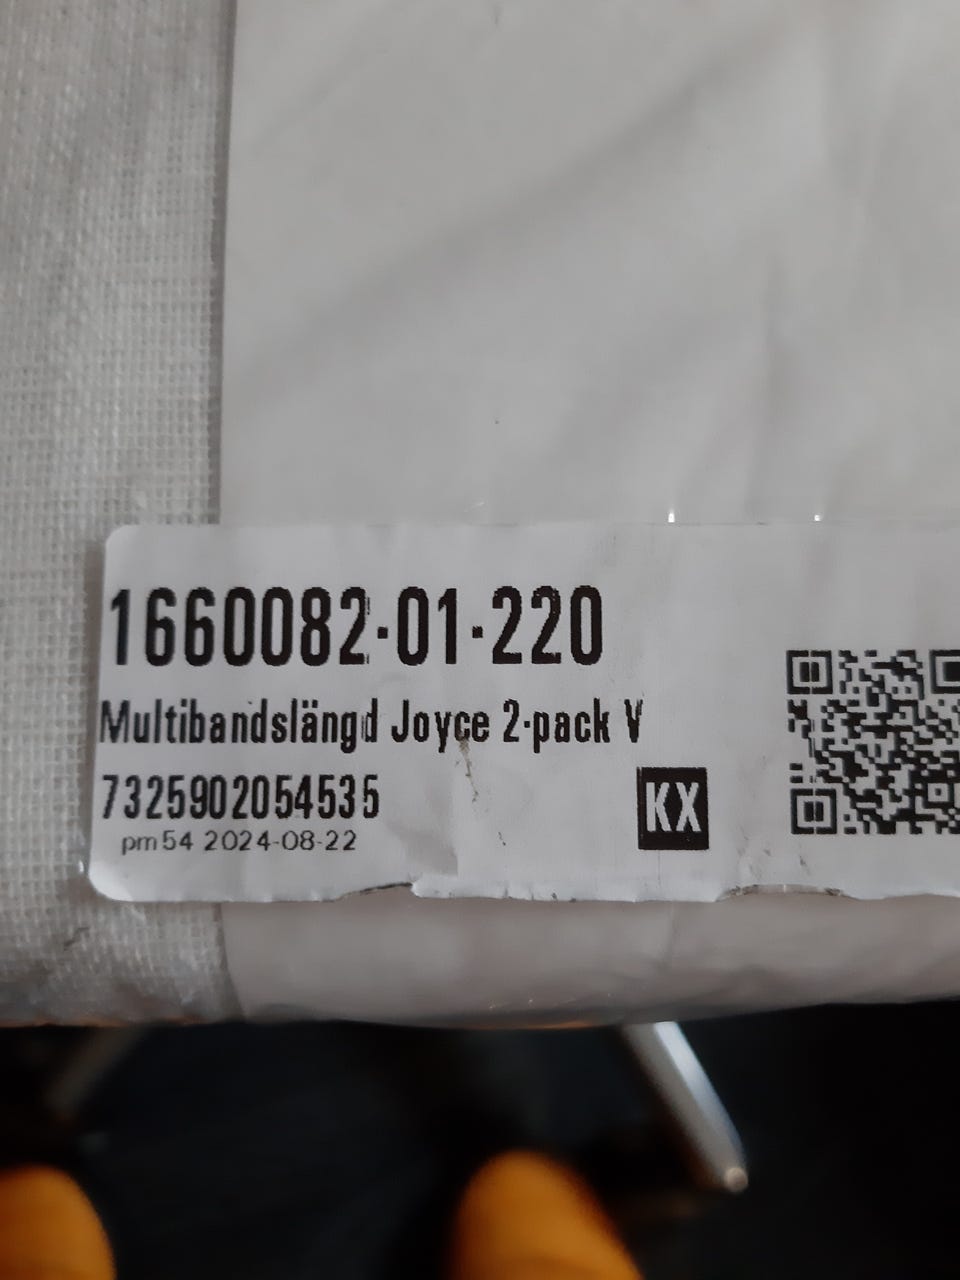 1660082-01-220
Multibandslängd Joyce 2-pack V
7325902054535
KX
pm54 2024-08-22